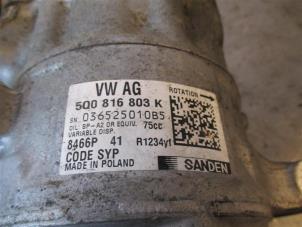 VW AG
5Q0 816 803 K
ROTATION
SN. 036525010B5
OIL: SP-A2 OR EQUIV. 75cc
VARIABLE DISP.
8466P 41 R1234yf
CODE SYP
MADE IN POLAND
SANDEN